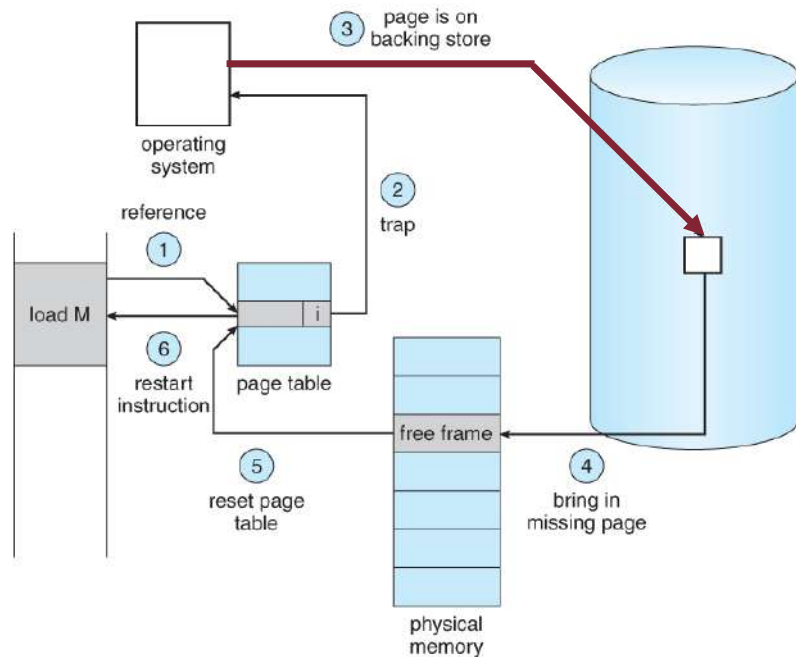 3
page is on
backing store
operating
system
2
trap
reference
1
load M
i
6
restart
instruction
page table
free frame
5
reset page
table
4
bring in
missing page
physical
memory